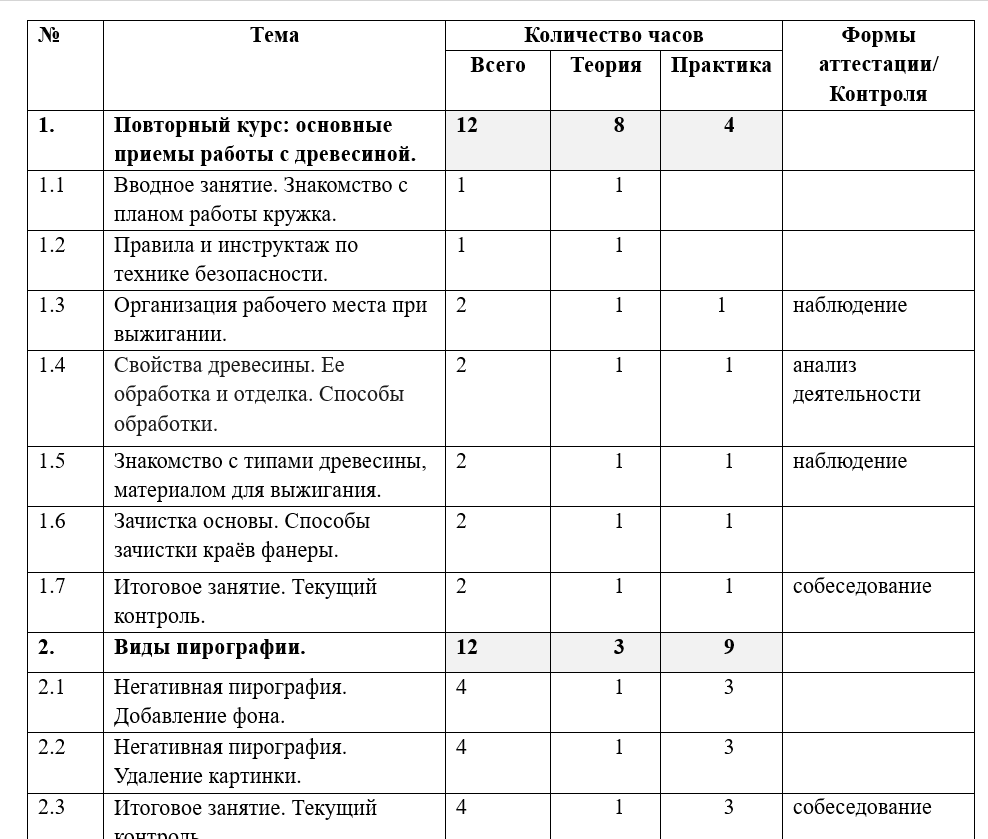 № Тема Количество часов Формы
Всего Теория Практика аттестации/
Контроля
1. Повторный курс: основные 12 8 4
приемы работы с древесиной.
1.1 Вводное занятие. Знакомство с 1 1
планом работы кружка.
1.2 Правила и инструктаж по 1 1
технике безопасности.
1.3 Организация рабочего места при 2 1 1 наблюдение
выжигании.
1.4 Свойства древесины. Ее 2 1 1 анализ
обработка и отделка. Способы деятельности
обработки.
1.5 Знакомство с типами древесины, 2 1 1 наблюдение
материалом для выжигания.
1.6 Зачистка основы. Способы 2 1 1
зачистки краёв фанеры.
1.7 Итоговое занятие. Текущий 2 1 1 собеседование
контроль.
2. Виды пирографии. 12 3 9
2.1 Негативная пирография. 4 1 3
Добавление фона.
2.2 Негативная пирография. 4 1 3
Удаление картинки.
2.3 Итоговое занятие. Текущий 4 1 3 собеседование
контроль